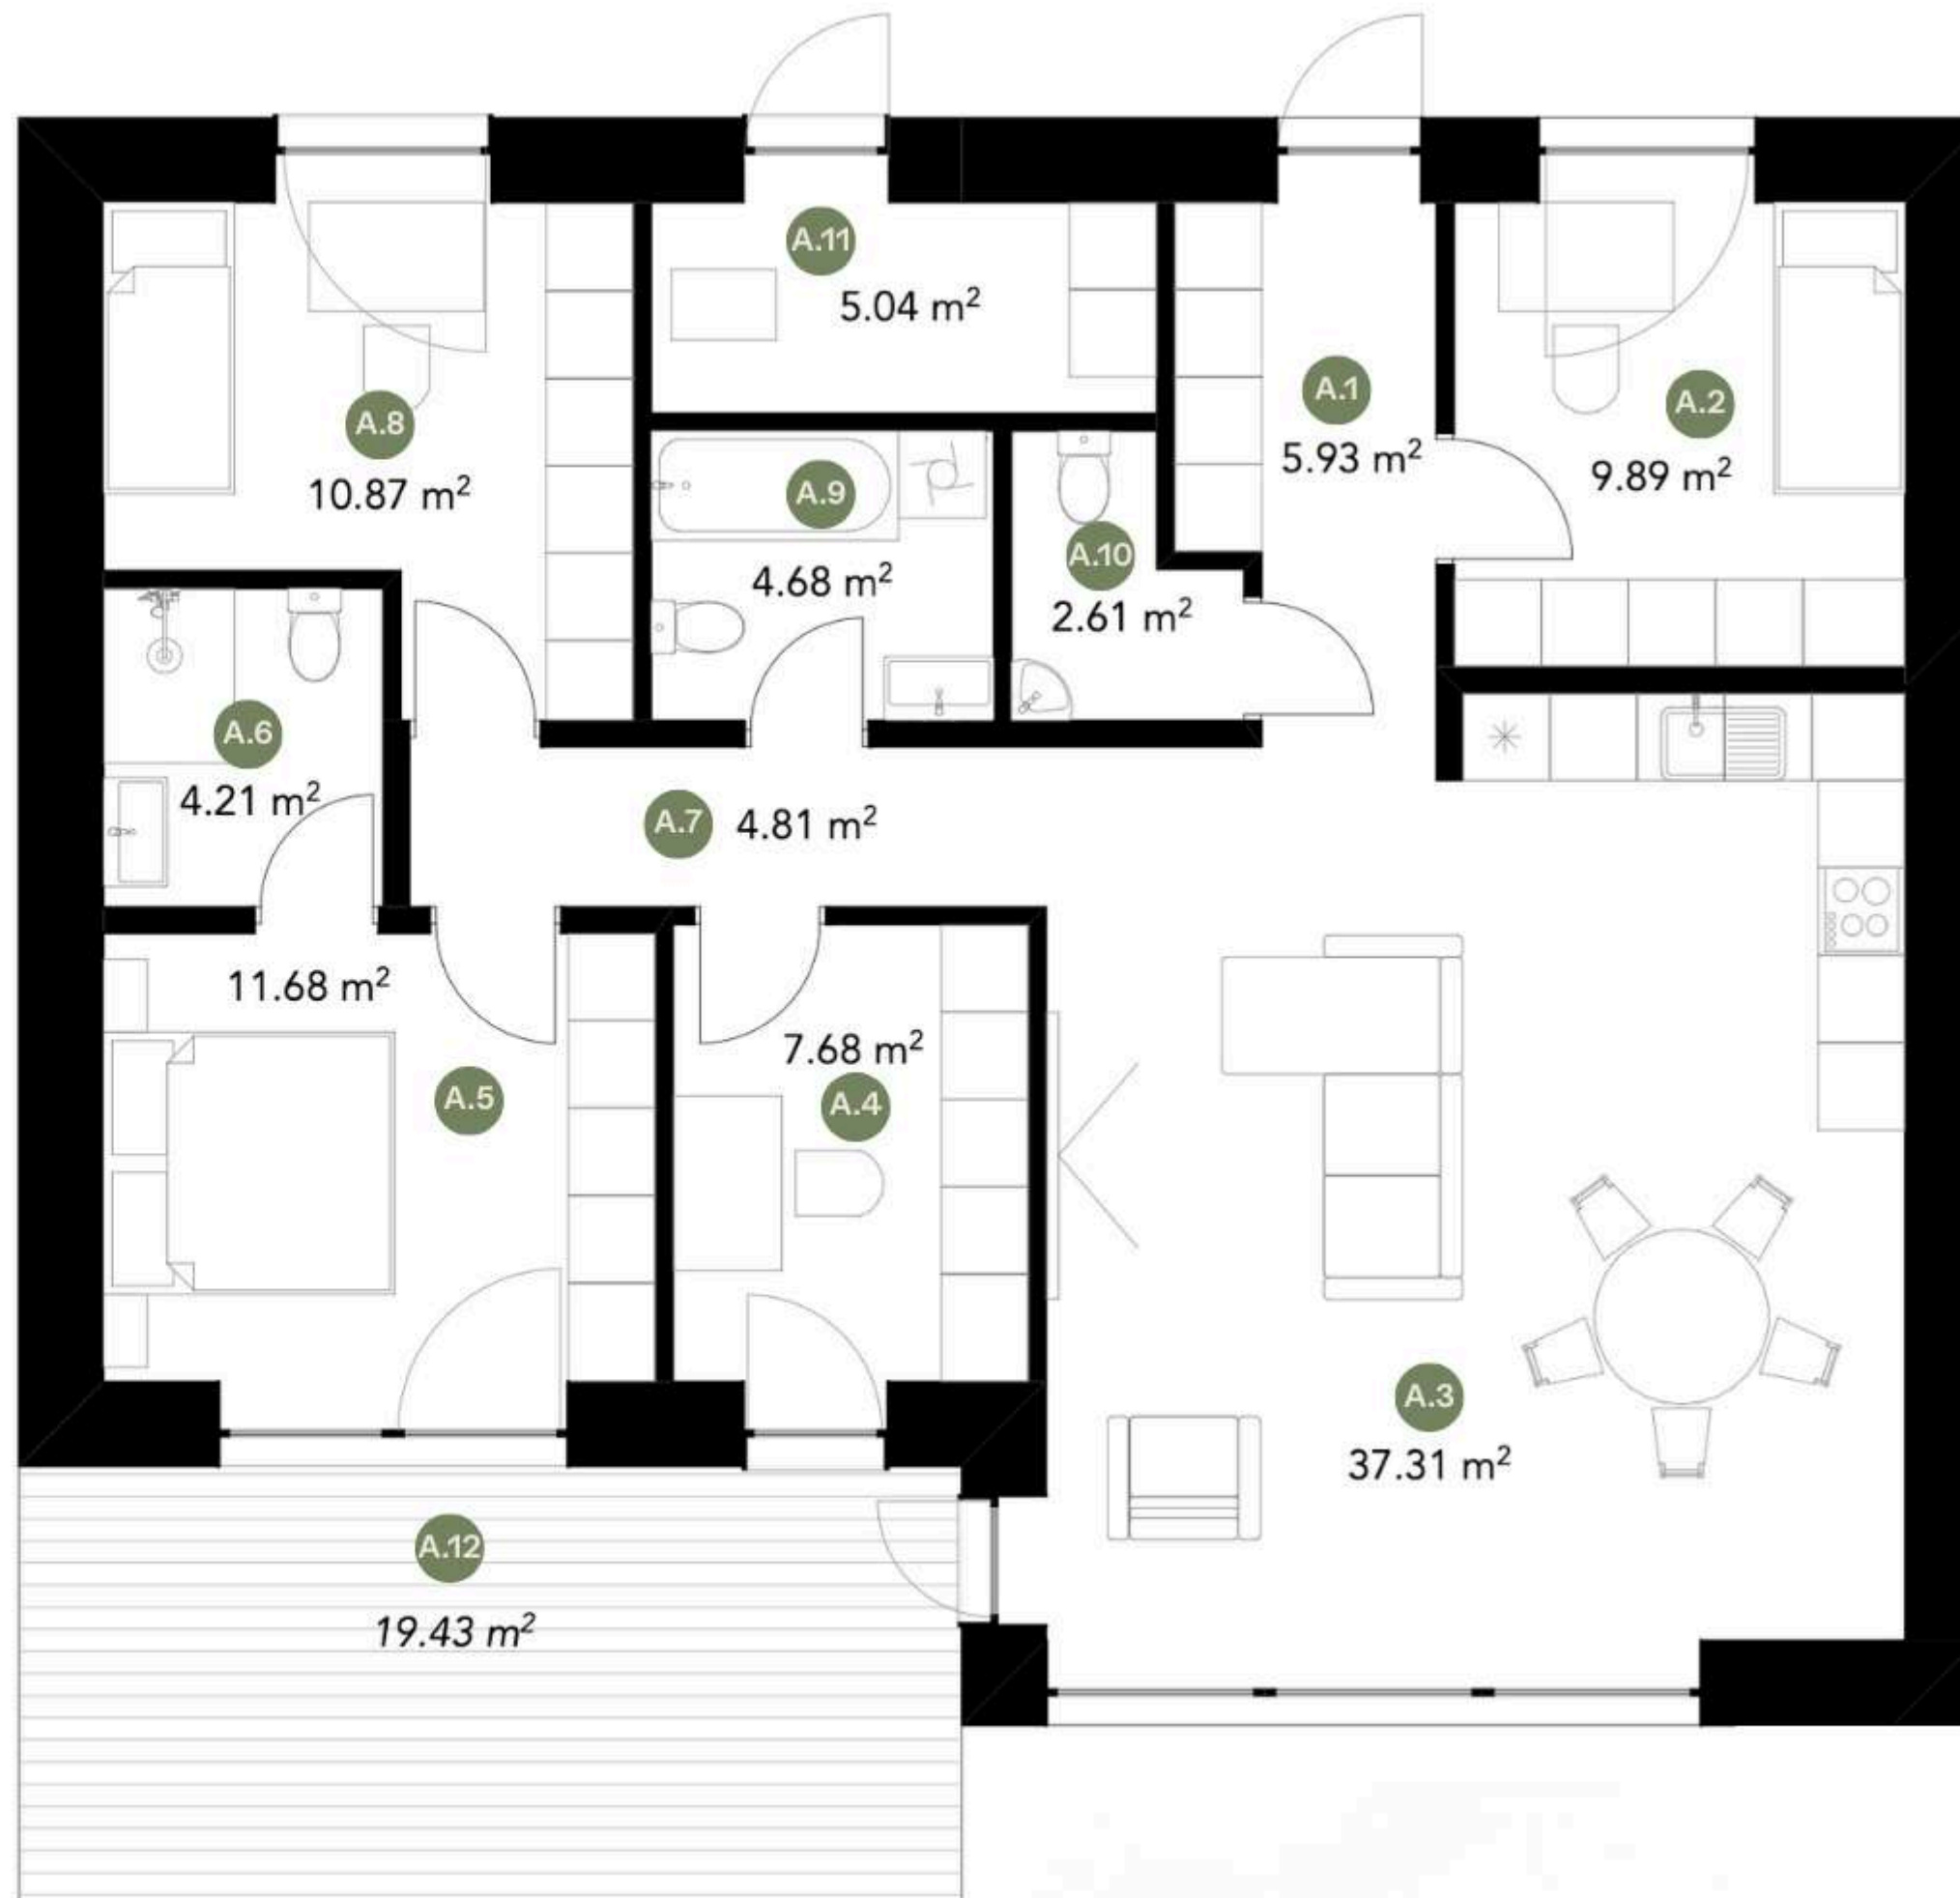 A.11
5.04 m²
A.1
5.93 m²
A.2
9.89 m²
A.8
10.87 m²
A.9
4.68 m²
A.10
2.61 m²
A.6
4.21 m²
A.7 4.81 m²
11.68 m²
A.5
7.68 m²
A.4
A.3
37.31 m²
A.12
19.43 m²